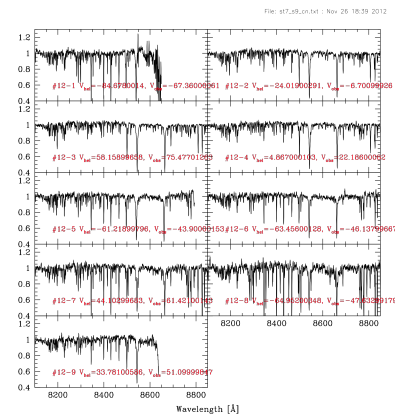 File: st7_s9_cn.txt : Nov 26 18:39 2012
1.2
1
0.8
0.6
0.4
#12-1 V_hel=-84.6780014, V_obs=-67.36000061
#12-2 V_hel=-24.01900291, V_obs=-6.70099926
1.2
1
0.8
0.6
0.4
#12-3 V_hel=58.15899658, V_obs=75.47701263
#12-4 V_hel=4.867000103, V_obs=22.18600082
1.2
1
0.8
0.6
0.4
#12-5 V_hel=-61.21899796, V_obs=-43.90000153
#12-6 V_hel=-63.45600128, V_obs=-46.13799667
1.2
1
0.8
0.6
0.4
#12-7 V_hel=44.10299683, V_obs=61.42100143
#12-8 V_hel=-64.95200348, V_obs=-47.63299179
1.2
1
0.8
0.6
0.4
#12-9 V_hel=33.78100586, V_obs=51.09999847
8200 8400 8600 8800
8200 8400 8600 8800
Wavelength [Å]